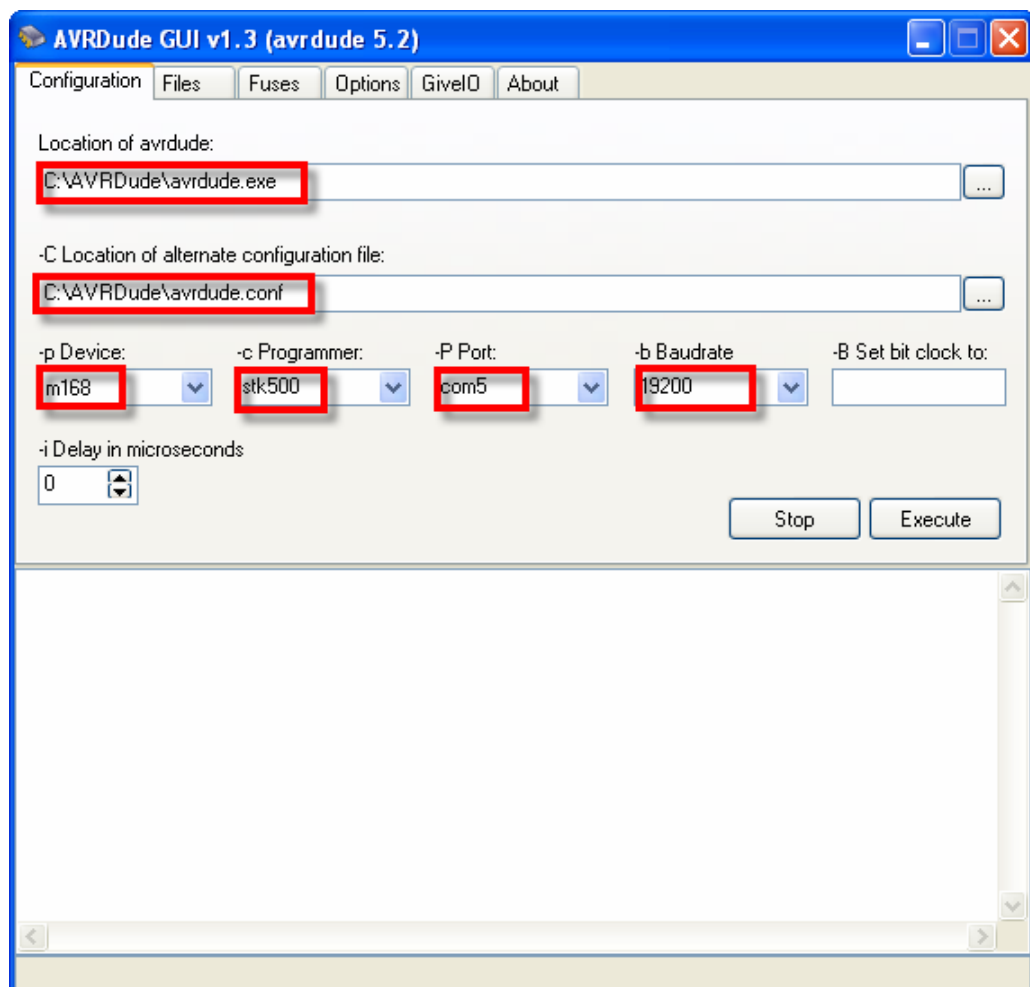 AVRDude GUI v1.3 (avrdude 5.2)
Configuration Files Fuses Options GiveIO About
Location of avrdude:
C:\AVRDude\avrdude.exe ...
-C Location of alternate configuration file:
C:\AVRDude\avrdude.conf ...
-p Device: -c Programmer: -P Port: -b Baudrate -B Set bit clock to:
m168 stk500 com5 19200
-i Delay in microseconds
0
Stop Execute